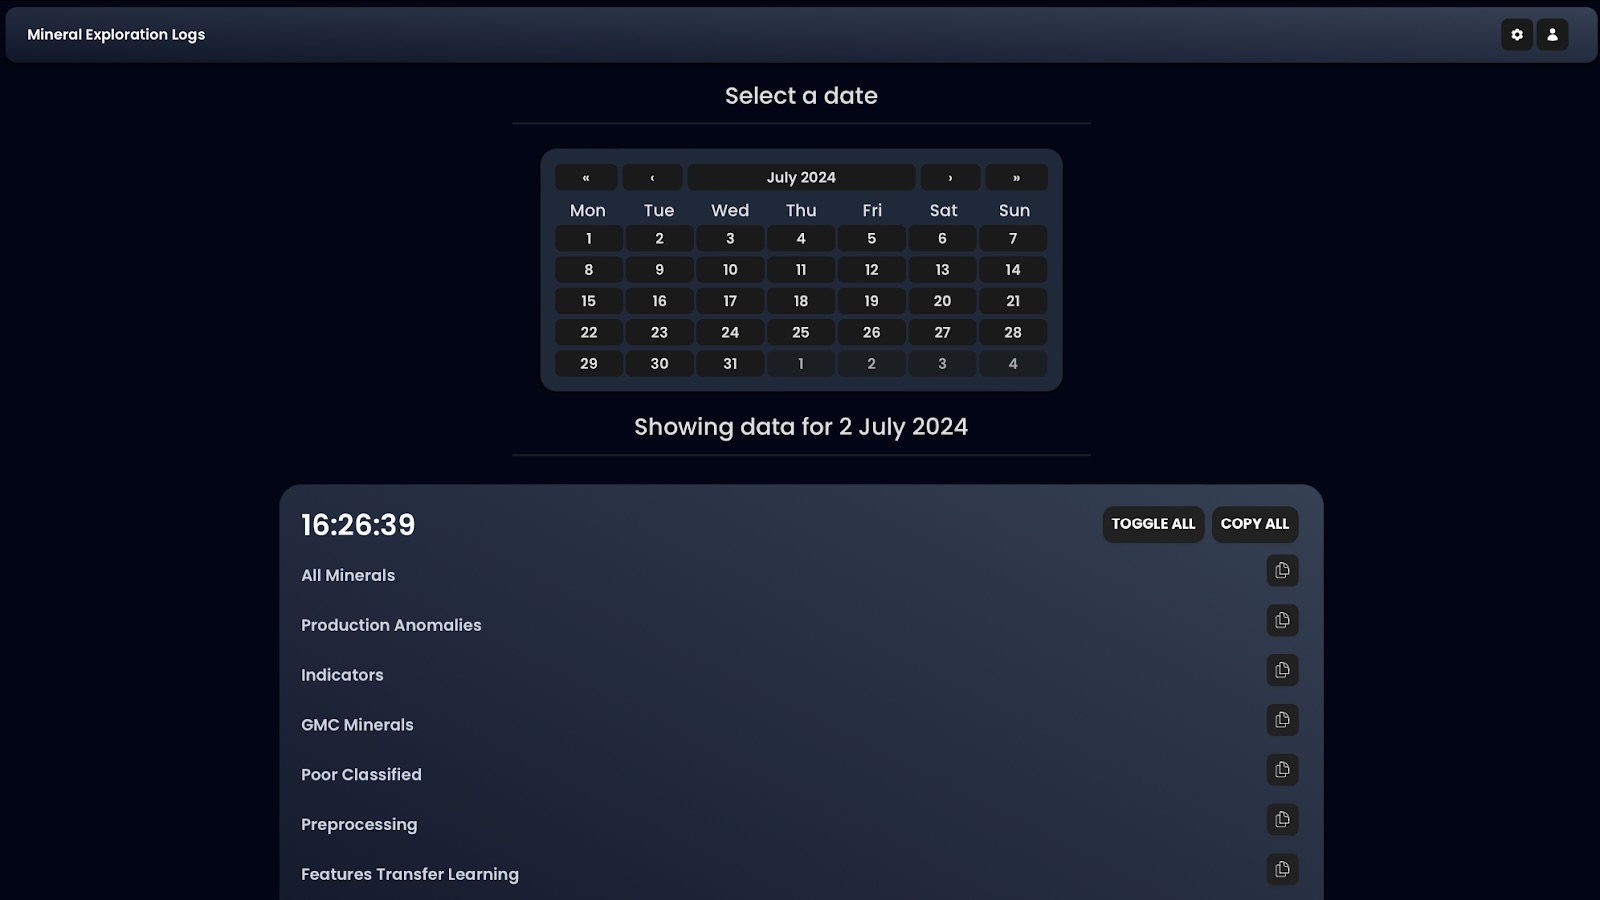 Mineral Exploration Logs
Select a date
« ‹ July 2024 › »
Mon Tue Wed Thu Fri Sat Sun
1 2 3 4 5 6 7
8 9 10 11 12 13 14
15 16 17 18 19 20 21
22 23 24 25 26 27 28
29 30 31 1 2 3 4
Showing data for 2 July 2024
16:26:39 TOGGLE ALL COPY ALL
All Minerals
Production Anomalies
Indicators
GMC Minerals
Poor Classified
Preprocessing
Features Transfer Learning